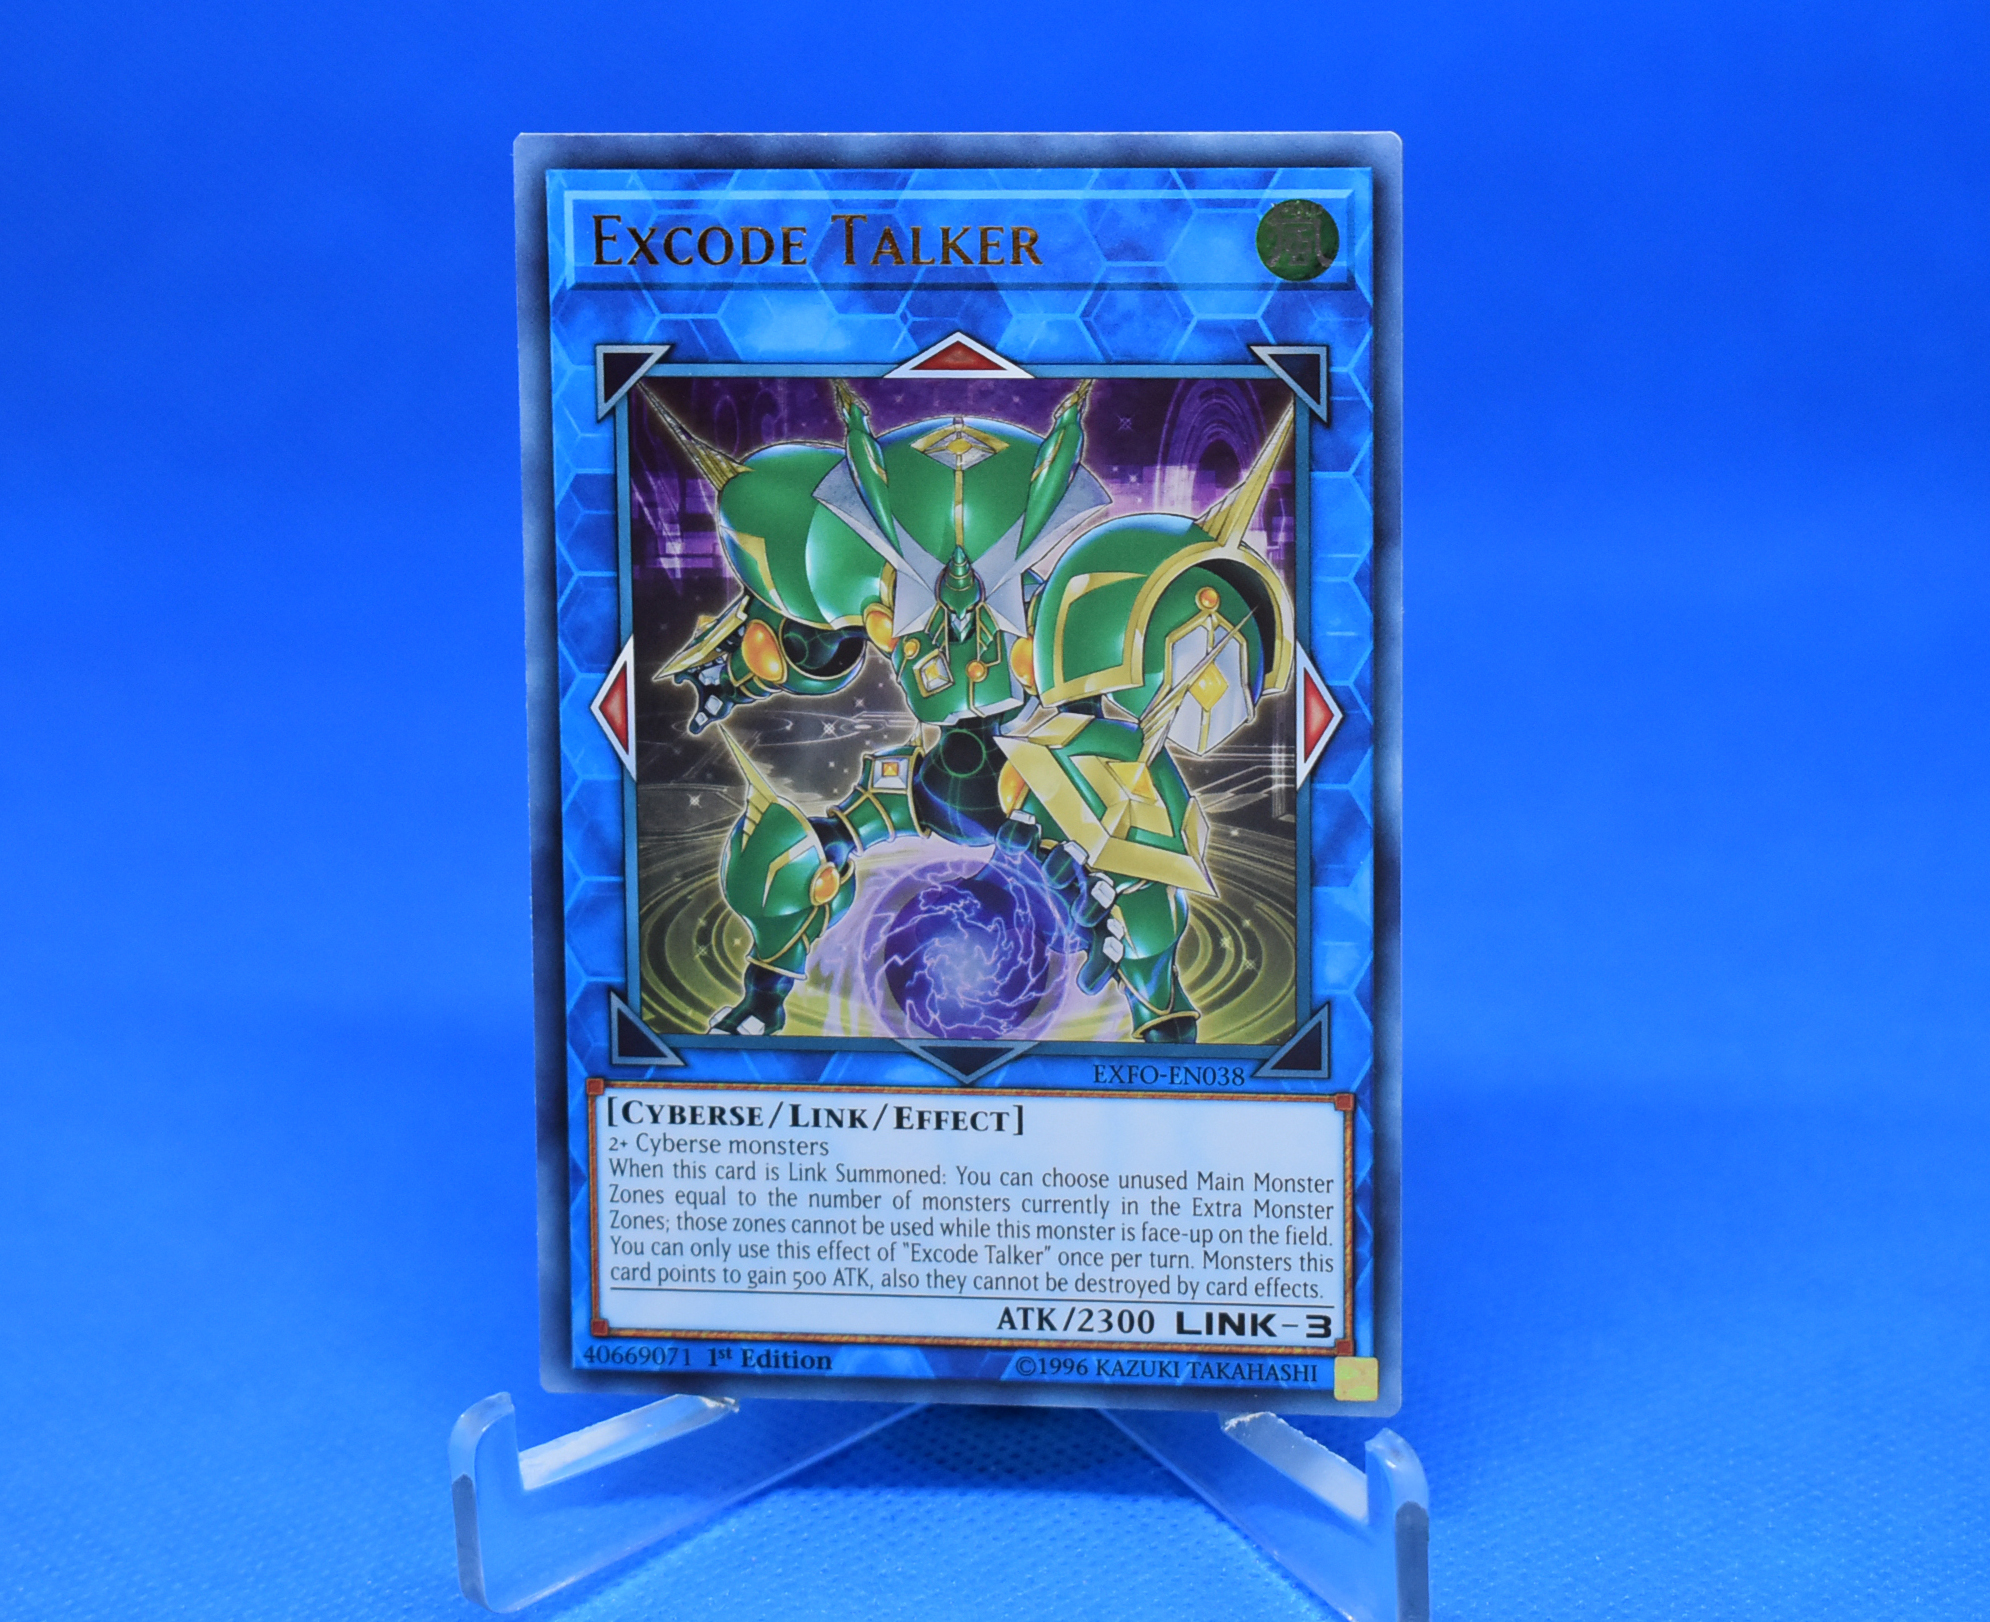 EXCODE TALKER
風
EXFO-EN038
[CYBERSE/LINK/EFFECT]
2+ Cyberse monsters
When this card is Link Summoned: You can choose unused Main Monster
Zones equal to the number of monsters currently in the Extra Monster
Zones; those zones cannot be used while this monster is face-up on the field.
You can only use this effect of "Excode Talker" once per turn. Monsters this
card points to gain 500 ATK, also they cannot be destroyed by card effects.
ATK/2300 LINK-3
40669071 1st Edition ©1996 KAZUKI TAKAHASHI